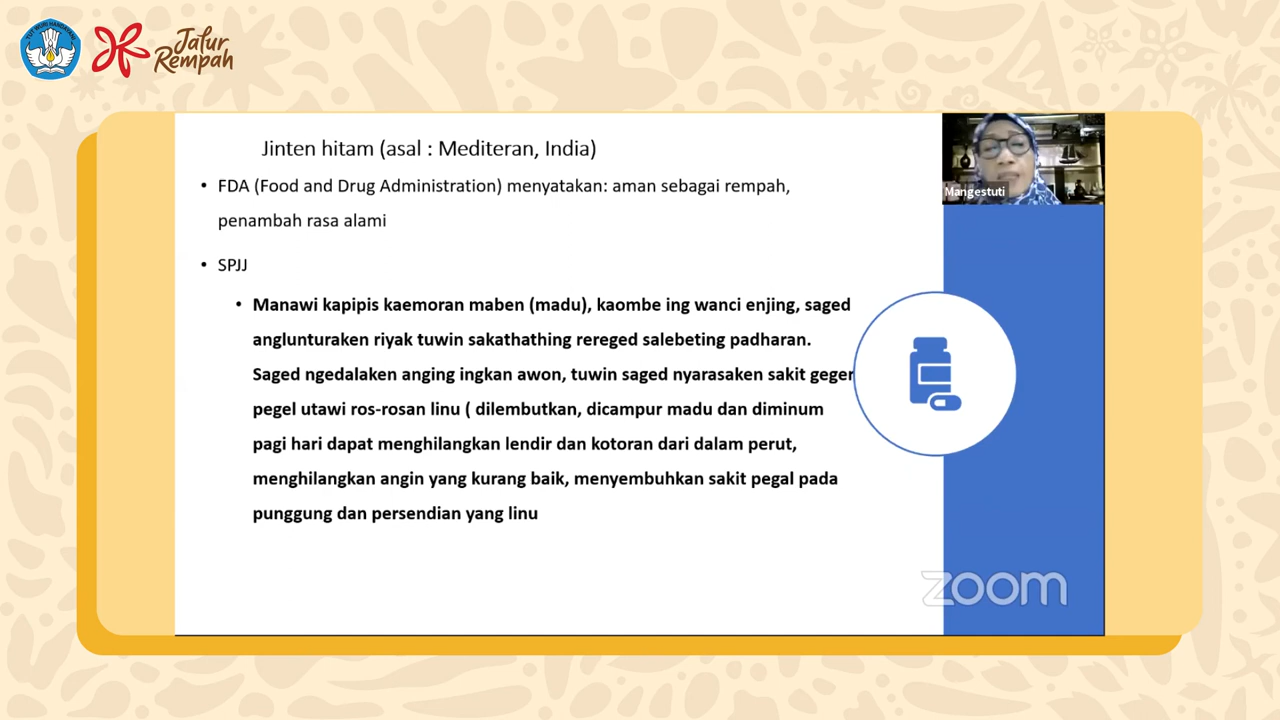 TUT WURI HANDAYANI
Jalur
Rempah
Jinten hitam (asal : Mediteran, India)
• FDA (Food and Drug Administration) menyatakan: aman sebagai rempah,
penambah rasa alami
• SPJJ
• Manawi kapipis kaemoran maben (madu), kaombe ing wanci enjing, saged
anglunturaken riyak tuwin sakathathing rereged salebeting padharan.
Saged ngedalaken anging ingkan awon, tuwin saged nyarasaken sakit geger
pegel utawi ros-rosan linu ( dilembutkan, dicampur madu dan diminum
pagi hari dapat menghilangkan lendir dan kotoran dari dalam perut,
menghilangkan angin yang kurang baik, menyembuhkan sakit pegal pada
punggung dan persendian yang linu
Mangestuti
zoom